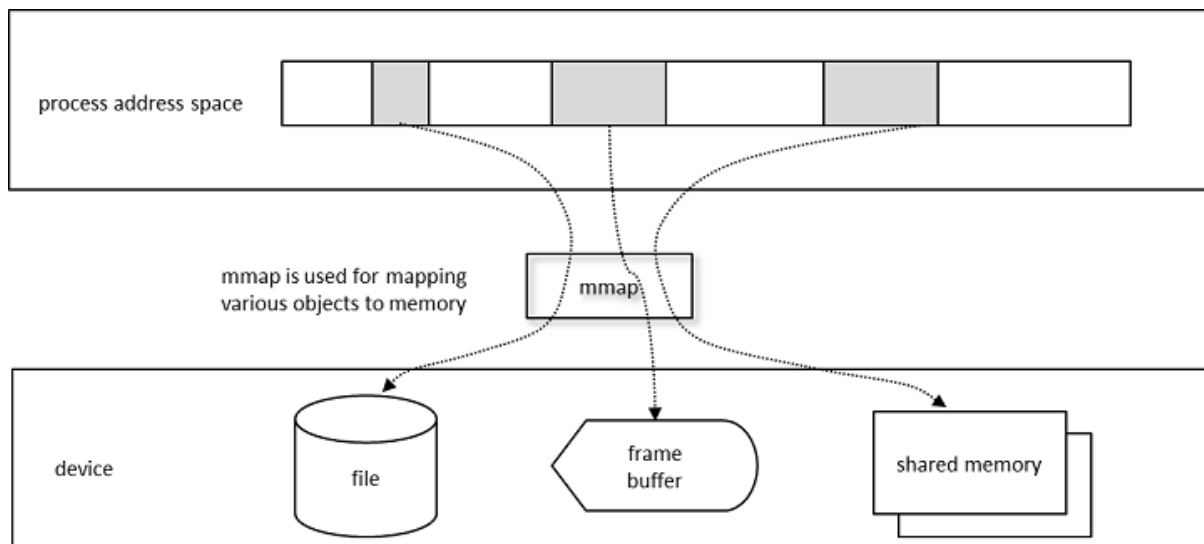 process address space
mmap is used for mapping
various objects to memory
mmap
device
file
frame
buffer
shared memory